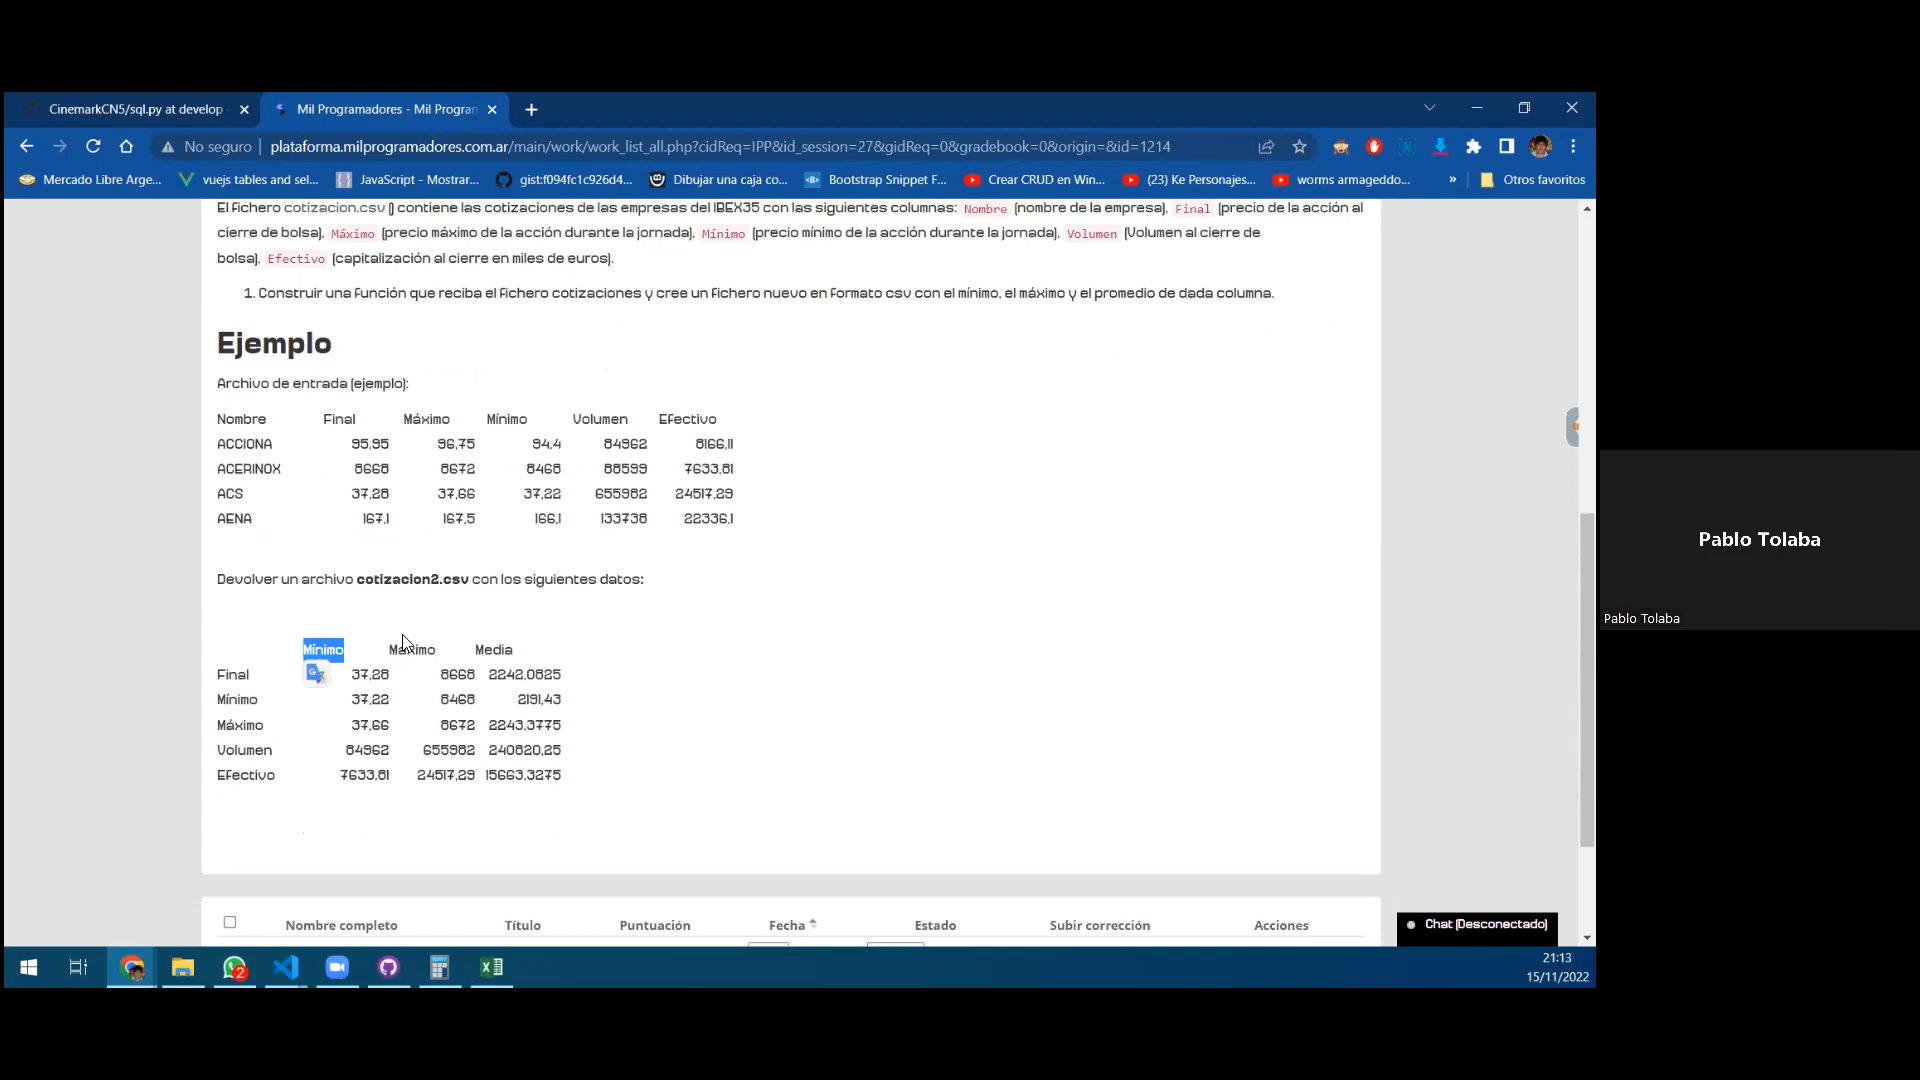 CinemarkCN5/sql.py at develop
Mil Programadores - Mil Progran
No seguro
plataforma.milprogramadores.com.ar/main/work/work_list_all.php?cidReq=IPP&id_session=27&gidReq=0&gradebook=0&origin=&id=1214
Mercado Libre Arge... vuejs tables and sel... JavaScript - Mostrar... gist:f094fc1c926d4... Dibujar una caja co... Bootstrap Snippet F... Crear CRUD en Win... (23) Ke Personajes... worms armageddo... » Otros favoritos
El fichero cotizacion.csv () contiene las cotizaciones de las empresas del IBEX35 con las siguientes columnas: Nombre (nombre de la empresa), Final (precio de la acción al
cierre de bolsa), Máximo (precio máximo de la acción durante la jornada), Mínimo (precio mínimo de la acción durante la jornada), Volumen (Volumen al cierre de
bolsa), Efectivo (capitalización al cierre en miles de euros).
1. Construir una función que reciba el fichero cotizaciones y cree un fichero nuevo en formato csv con el mínimo, el máximo y el promedio de dada columna.
Ejemplo
Archivo de entrada (ejemplo):
Nombre Final Máximo Mínimo Volumen Efectivo
ACCIONA 95,95 96,75 94,4 84962 8166,11
ACERINOX 8668 8672 8468 88599 7633,81
ACS 37,28 37,66 37,22 655982 24517,29
AENA 167,1 167,5 166,1 133738 22336,1
Devolver un archivo cotizacion2.csv con los siguientes datos:
Mínimo Máximo Media
Final 37,28 8668 2242,0825
Mínimo 37,22 8468 2191,43
Máximo 37,66 8672 2243,3775
Volumen 84962 655982 240820,25
Efectivo 7633,81 24517,29 15663,3275
Nombre completo Título Puntuación Fecha Estado Subir corrección Acciones
Chat (Desconectado)
2
21:13
15/11/2022
Pablo Tolaba
Pablo Tolaba